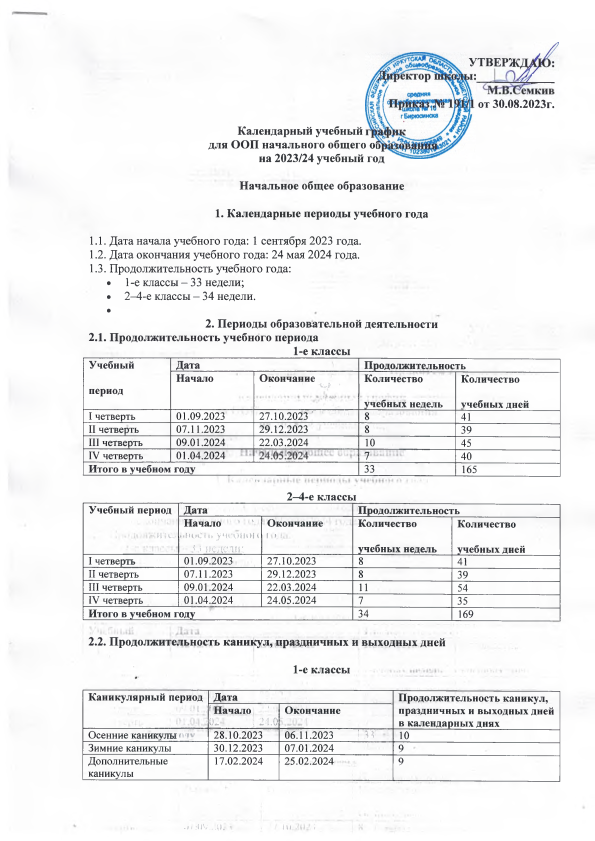 УТВЕРЖДАЮ:
Директор школы:
М.В.Семкив
Приказ № 191/1 от 30.08.2023г.
средняя
общеобразовательная
школа № 16
г Бирюсинска
Календарный учебный график
для ООП начального общего образования
на 2023/24 учебный год
Начальное общее образование
1. Календарные периоды учебного года
1.1. Дата начала учебного года: 1 сентября 2023 года.
1.2. Дата окончания учебного года: 24 мая 2024 года.
1.3. Продолжительность учебного года:
• 1-е классы – 33 недели;
• 2–4-е классы – 34 недели.
•
2. Периоды образовательной деятельности
2.1. Продолжительность учебного периода
1-е классы
Учебный период Дата Продолжительность
Начало Окончание Количество учебных недель Количество учебных дней
I четверть 01.09.2023 27.10.2023 8 41
II четверть 07.11.2023 29.12.2023 8 39
III четверть 09.01.2024 22.03.2024 10 45
IV четверть 01.04.2024 24.05.2024 7 40
Итого в учебном году 33 165
2–4-е классы
Учебный период Дата Продолжительность
Начало Окончание Количество учебных недель Количество учебных дней
I четверть 01.09.2023 27.10.2023 8 41
II четверть 07.11.2023 29.12.2023 8 39
III четверть 09.01.2024 22.03.2024 11 54
IV четверть 01.04.2024 24.05.2024 7 35
Итого в учебном году 34 169
2.2. Продолжительность каникул, праздничных и выходных дней
1-е классы
Каникулярный период Дата Продолжительность каникул,
Начало Окончание праздничных и выходных дней
в календарных днях
Осенние каникулы 28.10.2023 06.11.2023 10
Зимние каникулы 30.12.2023 07.01.2024 9
Дополнительные 17.02.2024 25.02.2024 9
каникулы